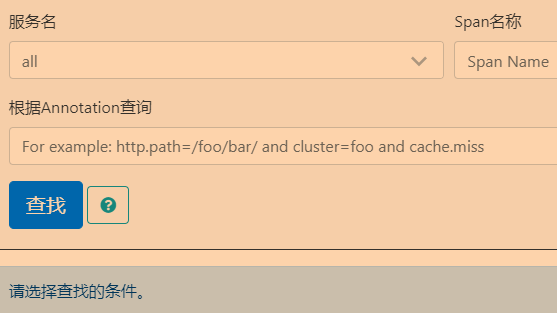 服务名 Span名称
all Span Name
根据Annotation查询
For example: http.path=/foo/bar/ and cluster=foo and cache.miss
查找 ?
请选择查找的条件。